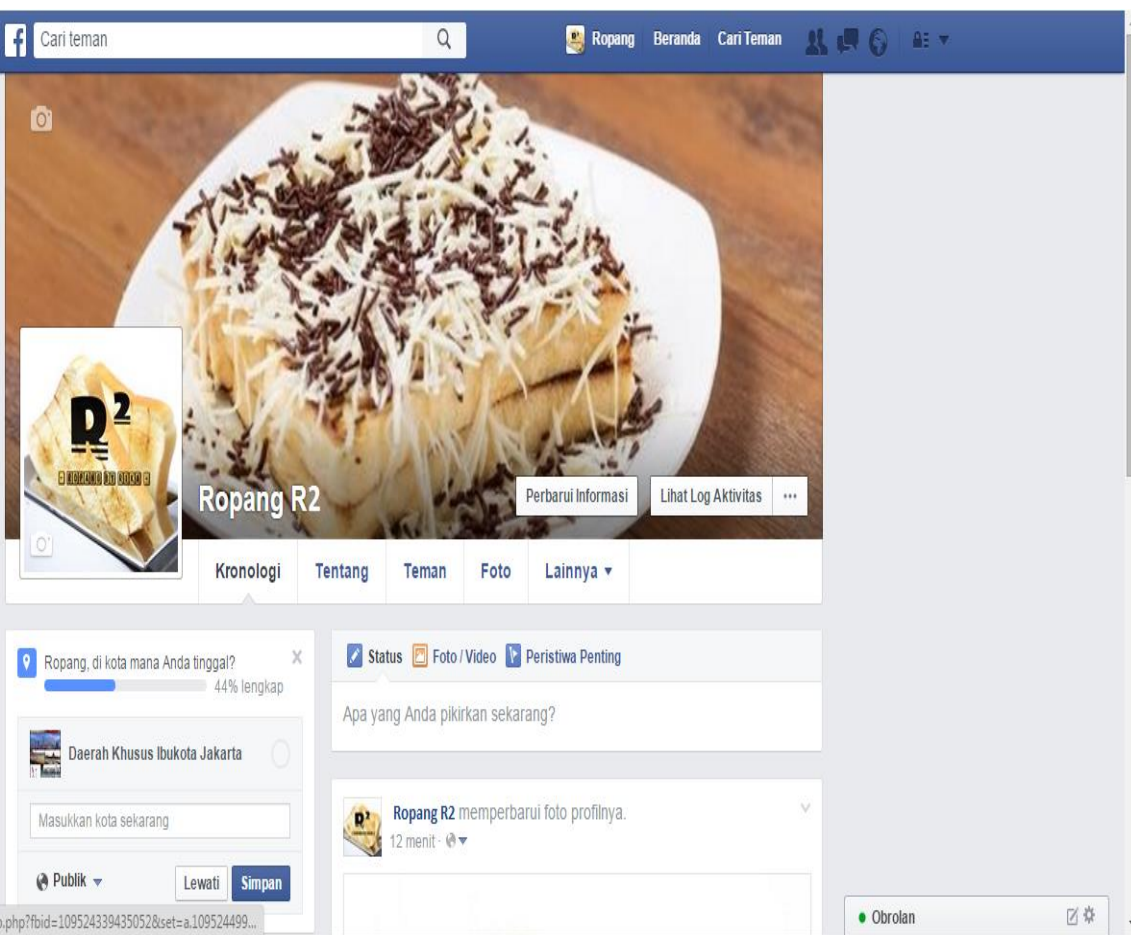 f
Cari teman
Ropang Beranda Cari Teman
R2
Ropang R2
Perbarui Informasi Lihat Log Aktivitas ...
Kronologi Tentang Teman Foto Lainnya
Ropang, di kota mana Anda tinggal?
44% lengkap
Daerah Khusus Ibukota Jakarta
Masukkan kota sekarang
Publik Lewati Simpan
Status Foto / Video Peristiwa Penting
Apa yang Anda pikirkan sekarang?
Ropang R2 memperbarui foto profilnya.
12 menit ·
R2
o.php?fbid=109524339435052&set=a.109524499...
Obrolan